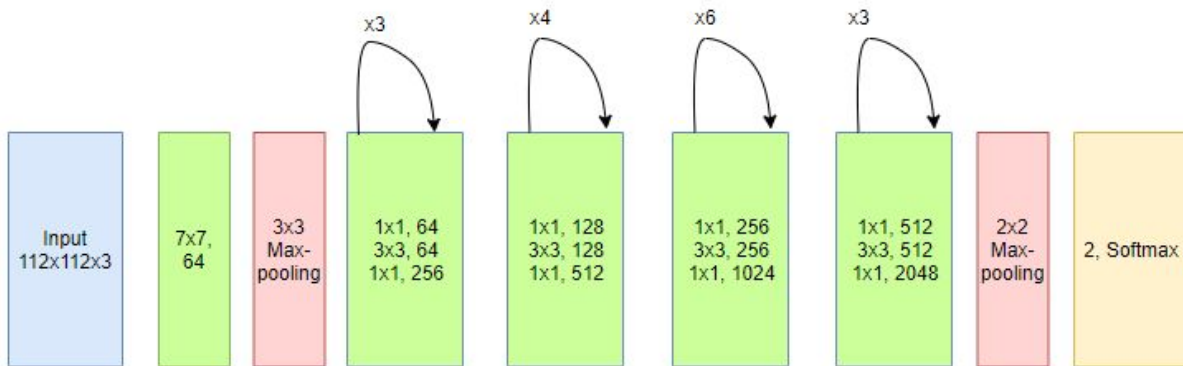 x3
x4
x6
x3
Input
112x112x3
7x7,
64
3x3
Max-
pooling
1x1, 64
3x3, 64
1x1, 256
1x1, 128
3x3, 128
1x1, 512
1x1, 256
3x3, 256
1x1, 1024
1x1, 512
3x3, 512
1x1, 2048
2x2
Max-
pooling
2, Softmax